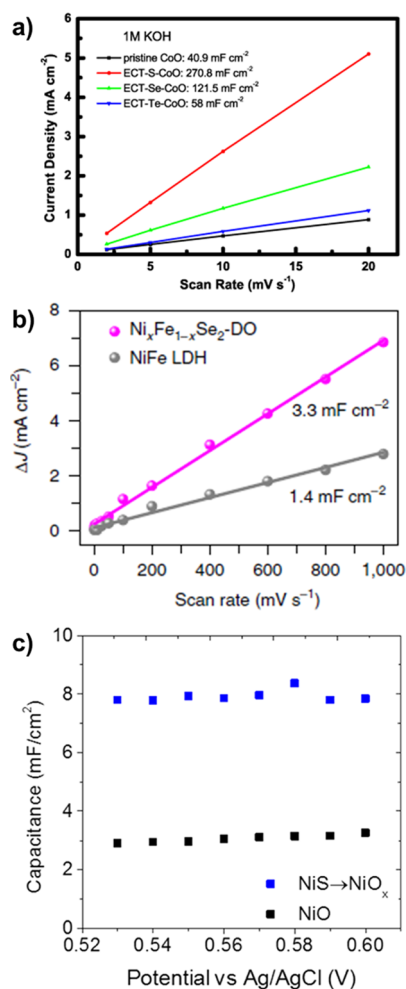 a)
1M KOH
pristine CoO: 40.9 mF cm⁻²
ECT-S-CoO: 270.8 mF cm⁻²
ECT-Se-CoO: 121.5 mF cm⁻²
ECT-Te-CoO: 58 mF cm⁻²
Current Density (mA cm⁻²)
6
5
4
3
2
1
0
0 5 10 15 20
Scan Rate (mV s⁻¹)
b)
NiₓFe₁₋ₓSe₂-DO
NiFe LDH
ΔJ (mA cm⁻²)
8
6
4
2
0
3.3 mF cm⁻²
1.4 mF cm⁻²
0 200 400 600 800 1,000
Scan rate (mV s⁻¹)
c)
Capacitance (mF/cm²)
10
8
6
4
2
0
NiS→NiOₓ
NiO
0.52 0.54 0.56 0.58 0.60
Potential vs Ag/AgCl (V)